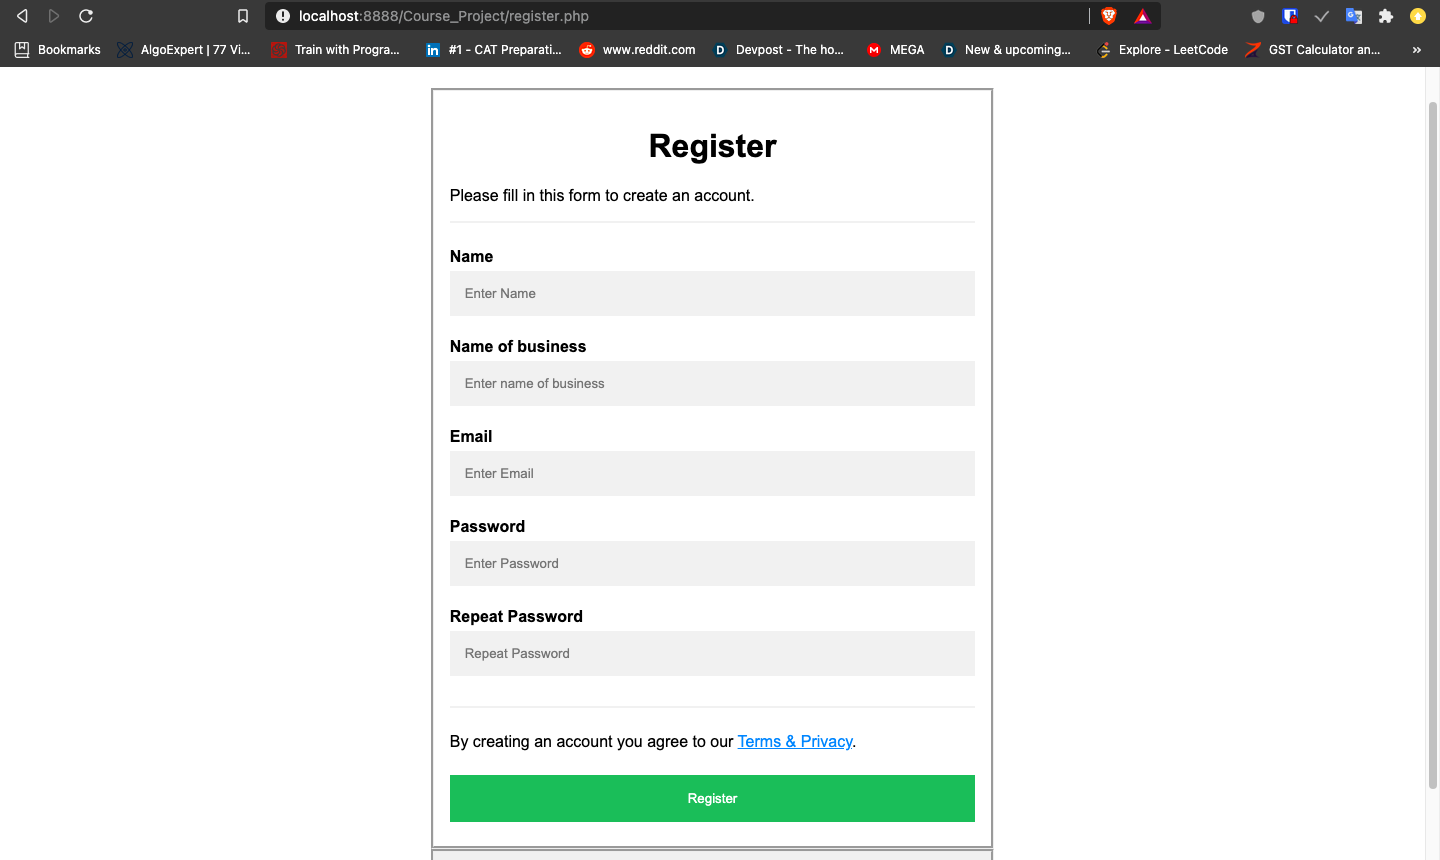 localhost:8888/Course_Project/register.php
Bookmarks AlgoExpert | 77 Vi... Train with Progra... #1 - CAT Preparati... www.reddit.com Devpost - The ho... MEGA New & upcoming... Explore - LeetCode GST Calculator an... »
Register
Please fill in this form to create an account.
Name
Enter Name
Name of business
Enter name of business
Email
Enter Email
Password
Enter Password
Repeat Password
Repeat Password
By creating an account you agree to our Terms & Privacy.
Register